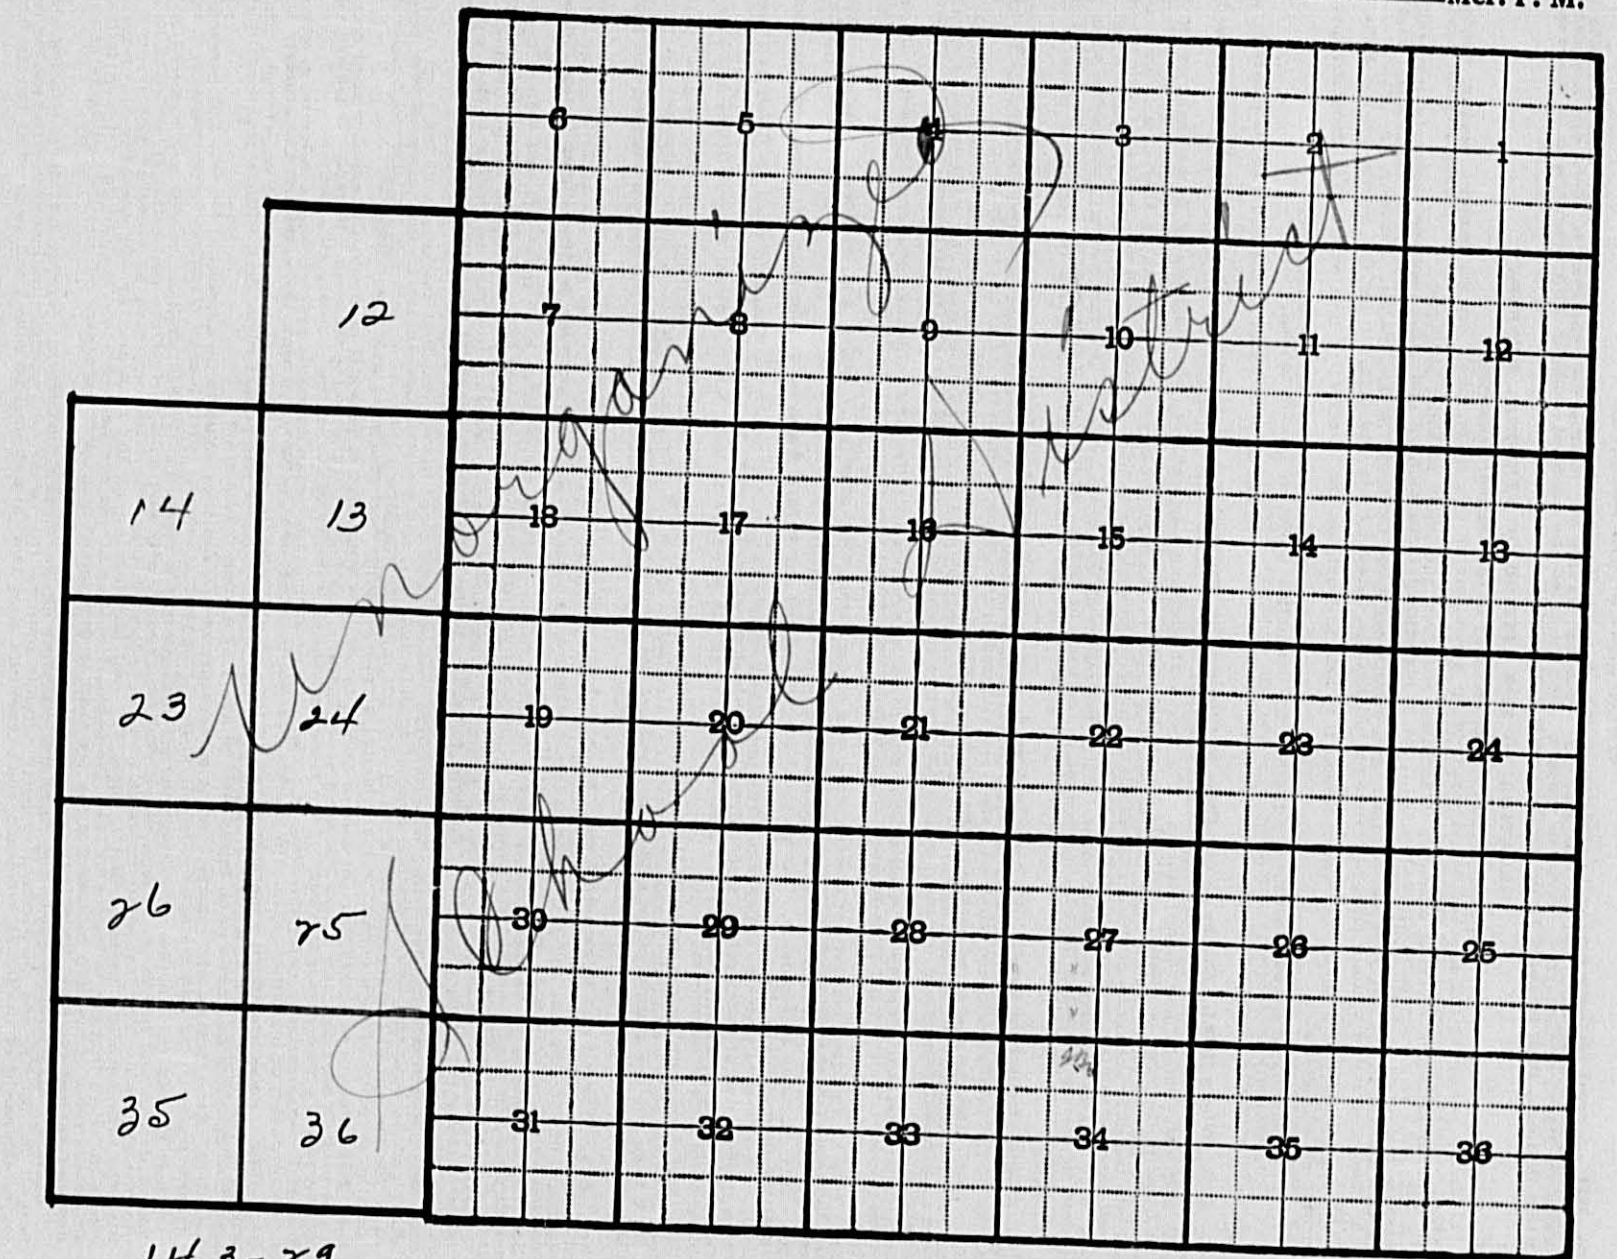 Mer. P. M.
6 5 4 3 2 1
12 7 8 9 10 11 12
14 13 18 17 16 15 14 13
23 24 19 20 21 22 23 24
26 25 30 29 28 27 26 25
35 36 31 32 33 34 35 36
Unorganized
District
School